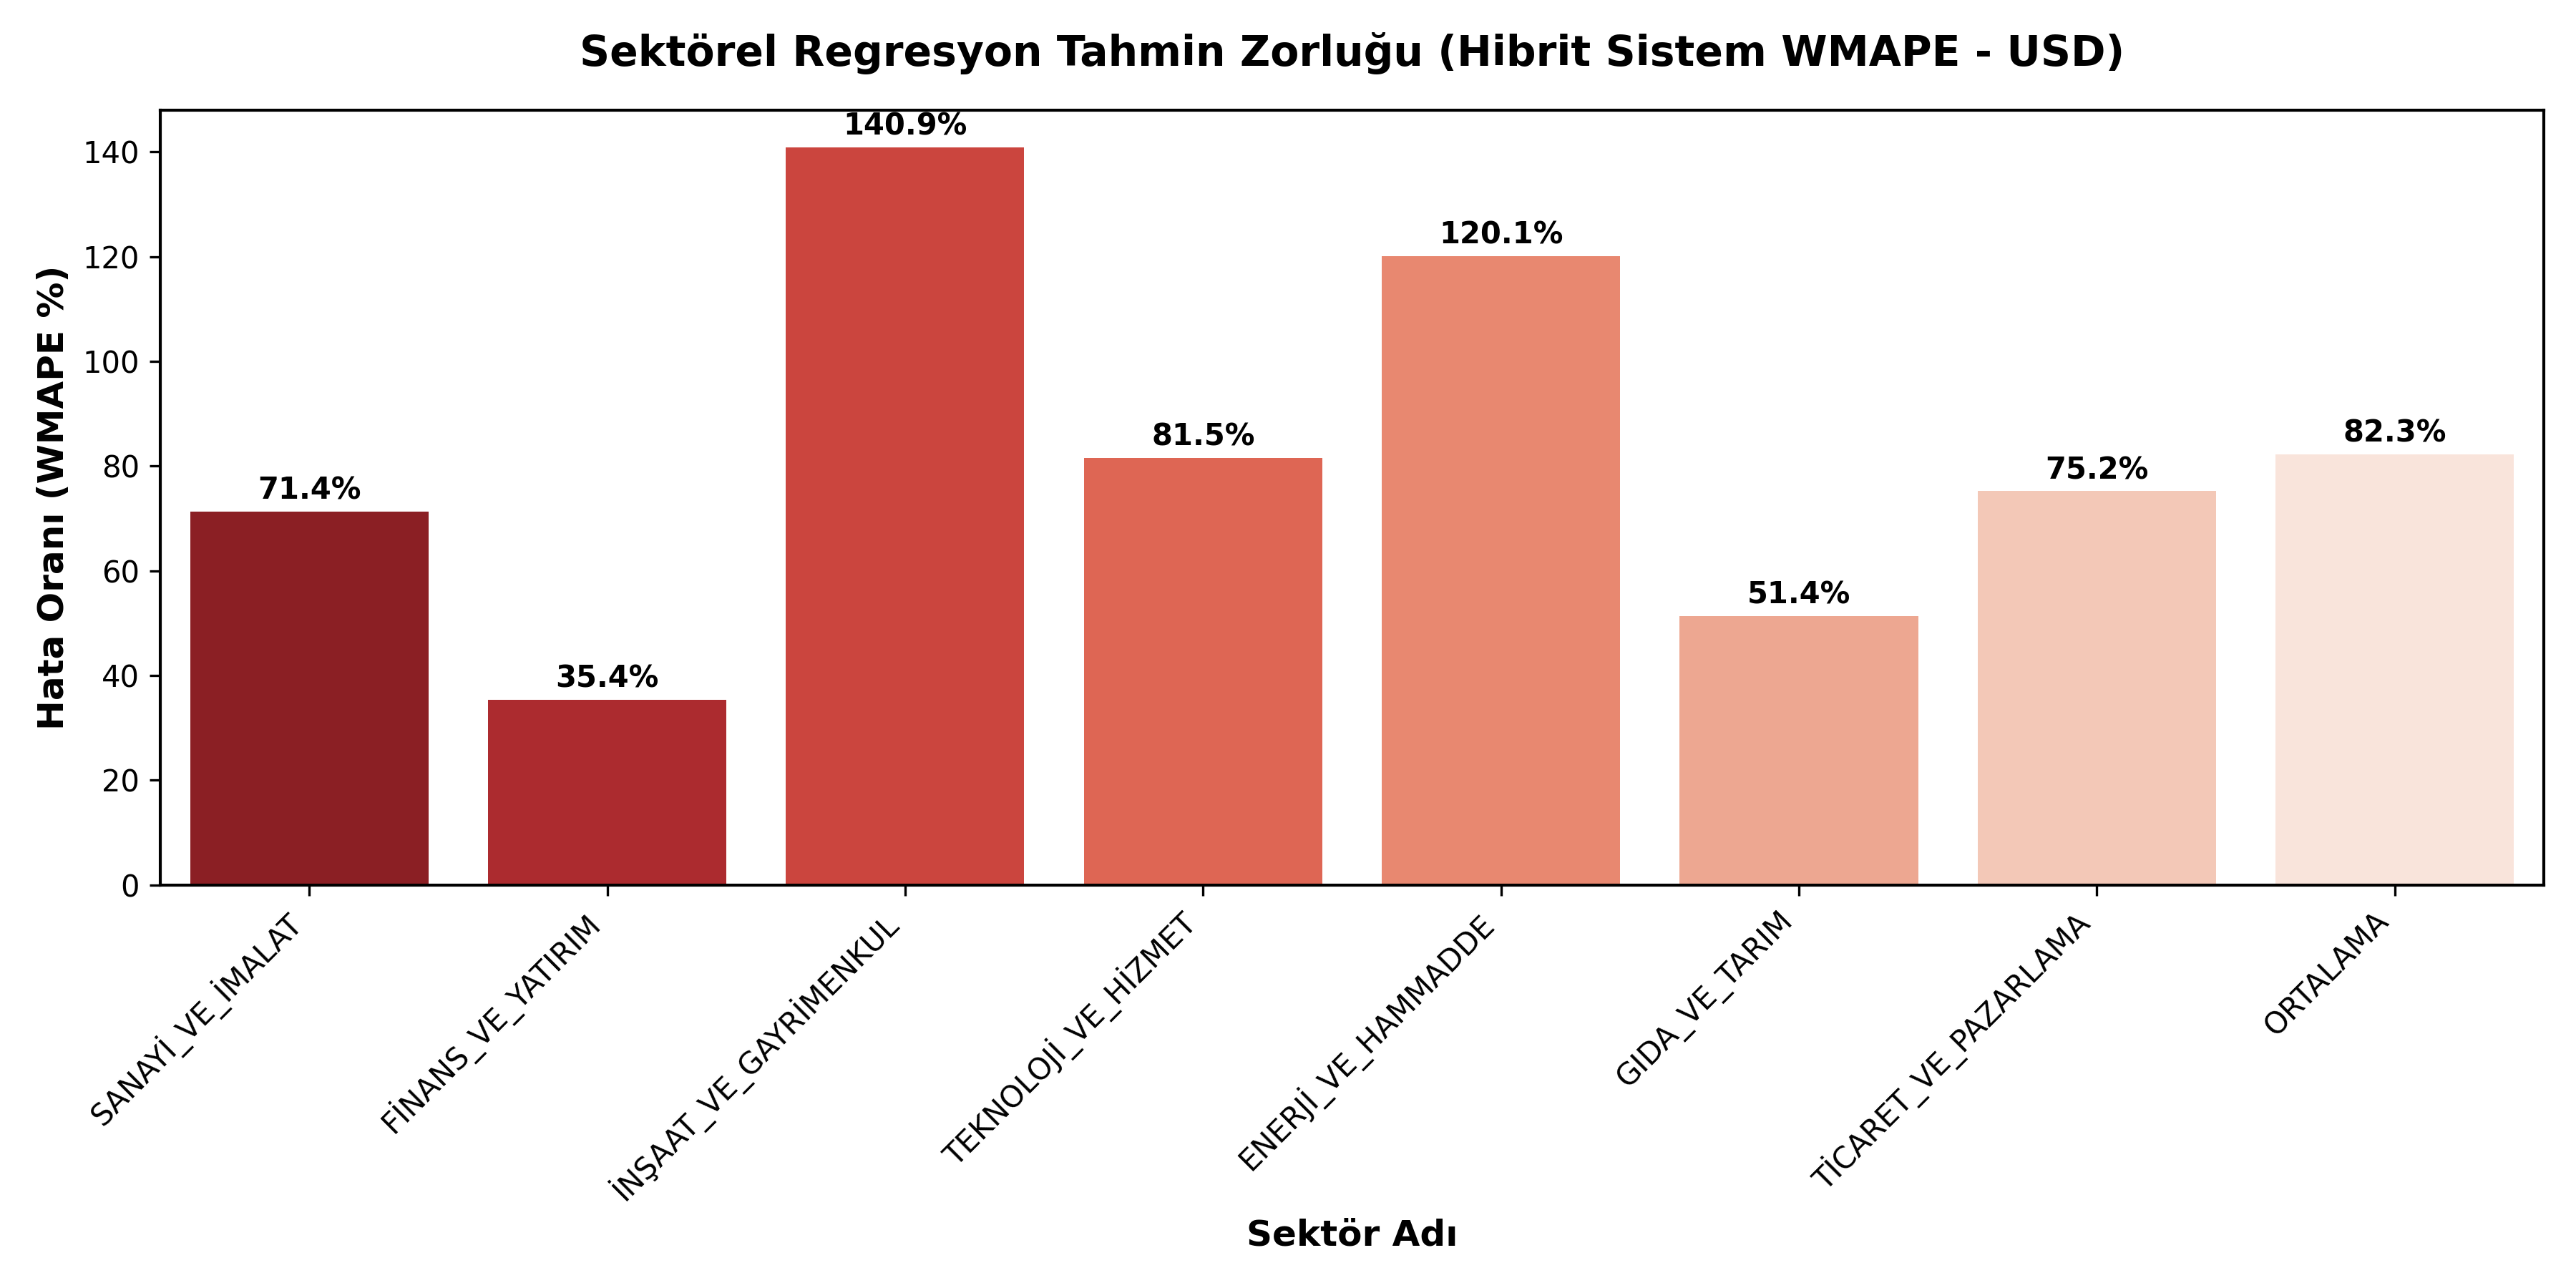 Sektörel Regresyon Tahmin Zorluğu (Hibrit Sistem WMAPE - USD)
Hata Oranı (WMAPE %)
140
120
100
80
60
40
20
0
71.4%
35.4%
140.9%
81.5%
120.1%
51.4%
75.2%
82.3%
SANAYİ_VE_İMALAT
FİNANS_VE_YATIRIM
İNŞAAT_VE_GAYRİMENKUL
TEKNOLOJİ_VE_HİZMET
ENERJİ_VE_HAMMADDE
GIDA_VE_TARIM
TİCARET_VE_PAZARLAMA
ORTALAMA
Sektör Adı